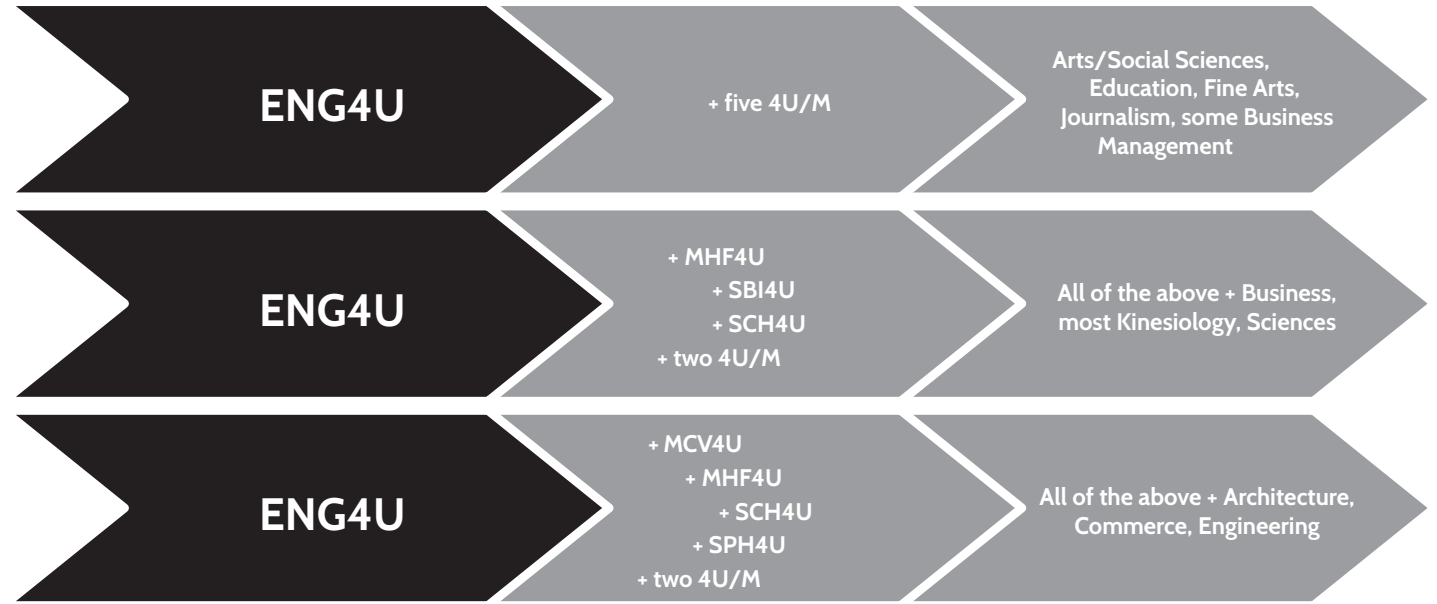 ENG4U
+ five 4U/M
Arts/Social Sciences,
Education, Fine Arts,
Journalism, some Business
Management
ENG4U
+ MHF4U
+ SBI4U
+ SCH4U
+ two 4U/M
All of the above + Business,
most Kinesiology, Sciences
ENG4U
+ MCV4U
+ MHF4U
+ SCH4U
+ SPH4U
+ two 4U/M
All of the above + Architecture,
Commerce, Engineering